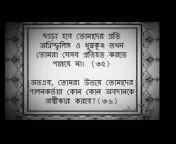 ছাড়া হবে তোমাদের প্রতি
অগ্নিস্ফুলিঙ্গ ও ধূম্রকুঞ্জ তখন
তোমরা সেসব প্রতিহত করতে
পারবে না। (৩৫)
অতএব, তোমরা উভয়ে তোমাদের
পালনকর্তার কোন কোন অবদানকে
অস্বীকার করবে? (৩৬)